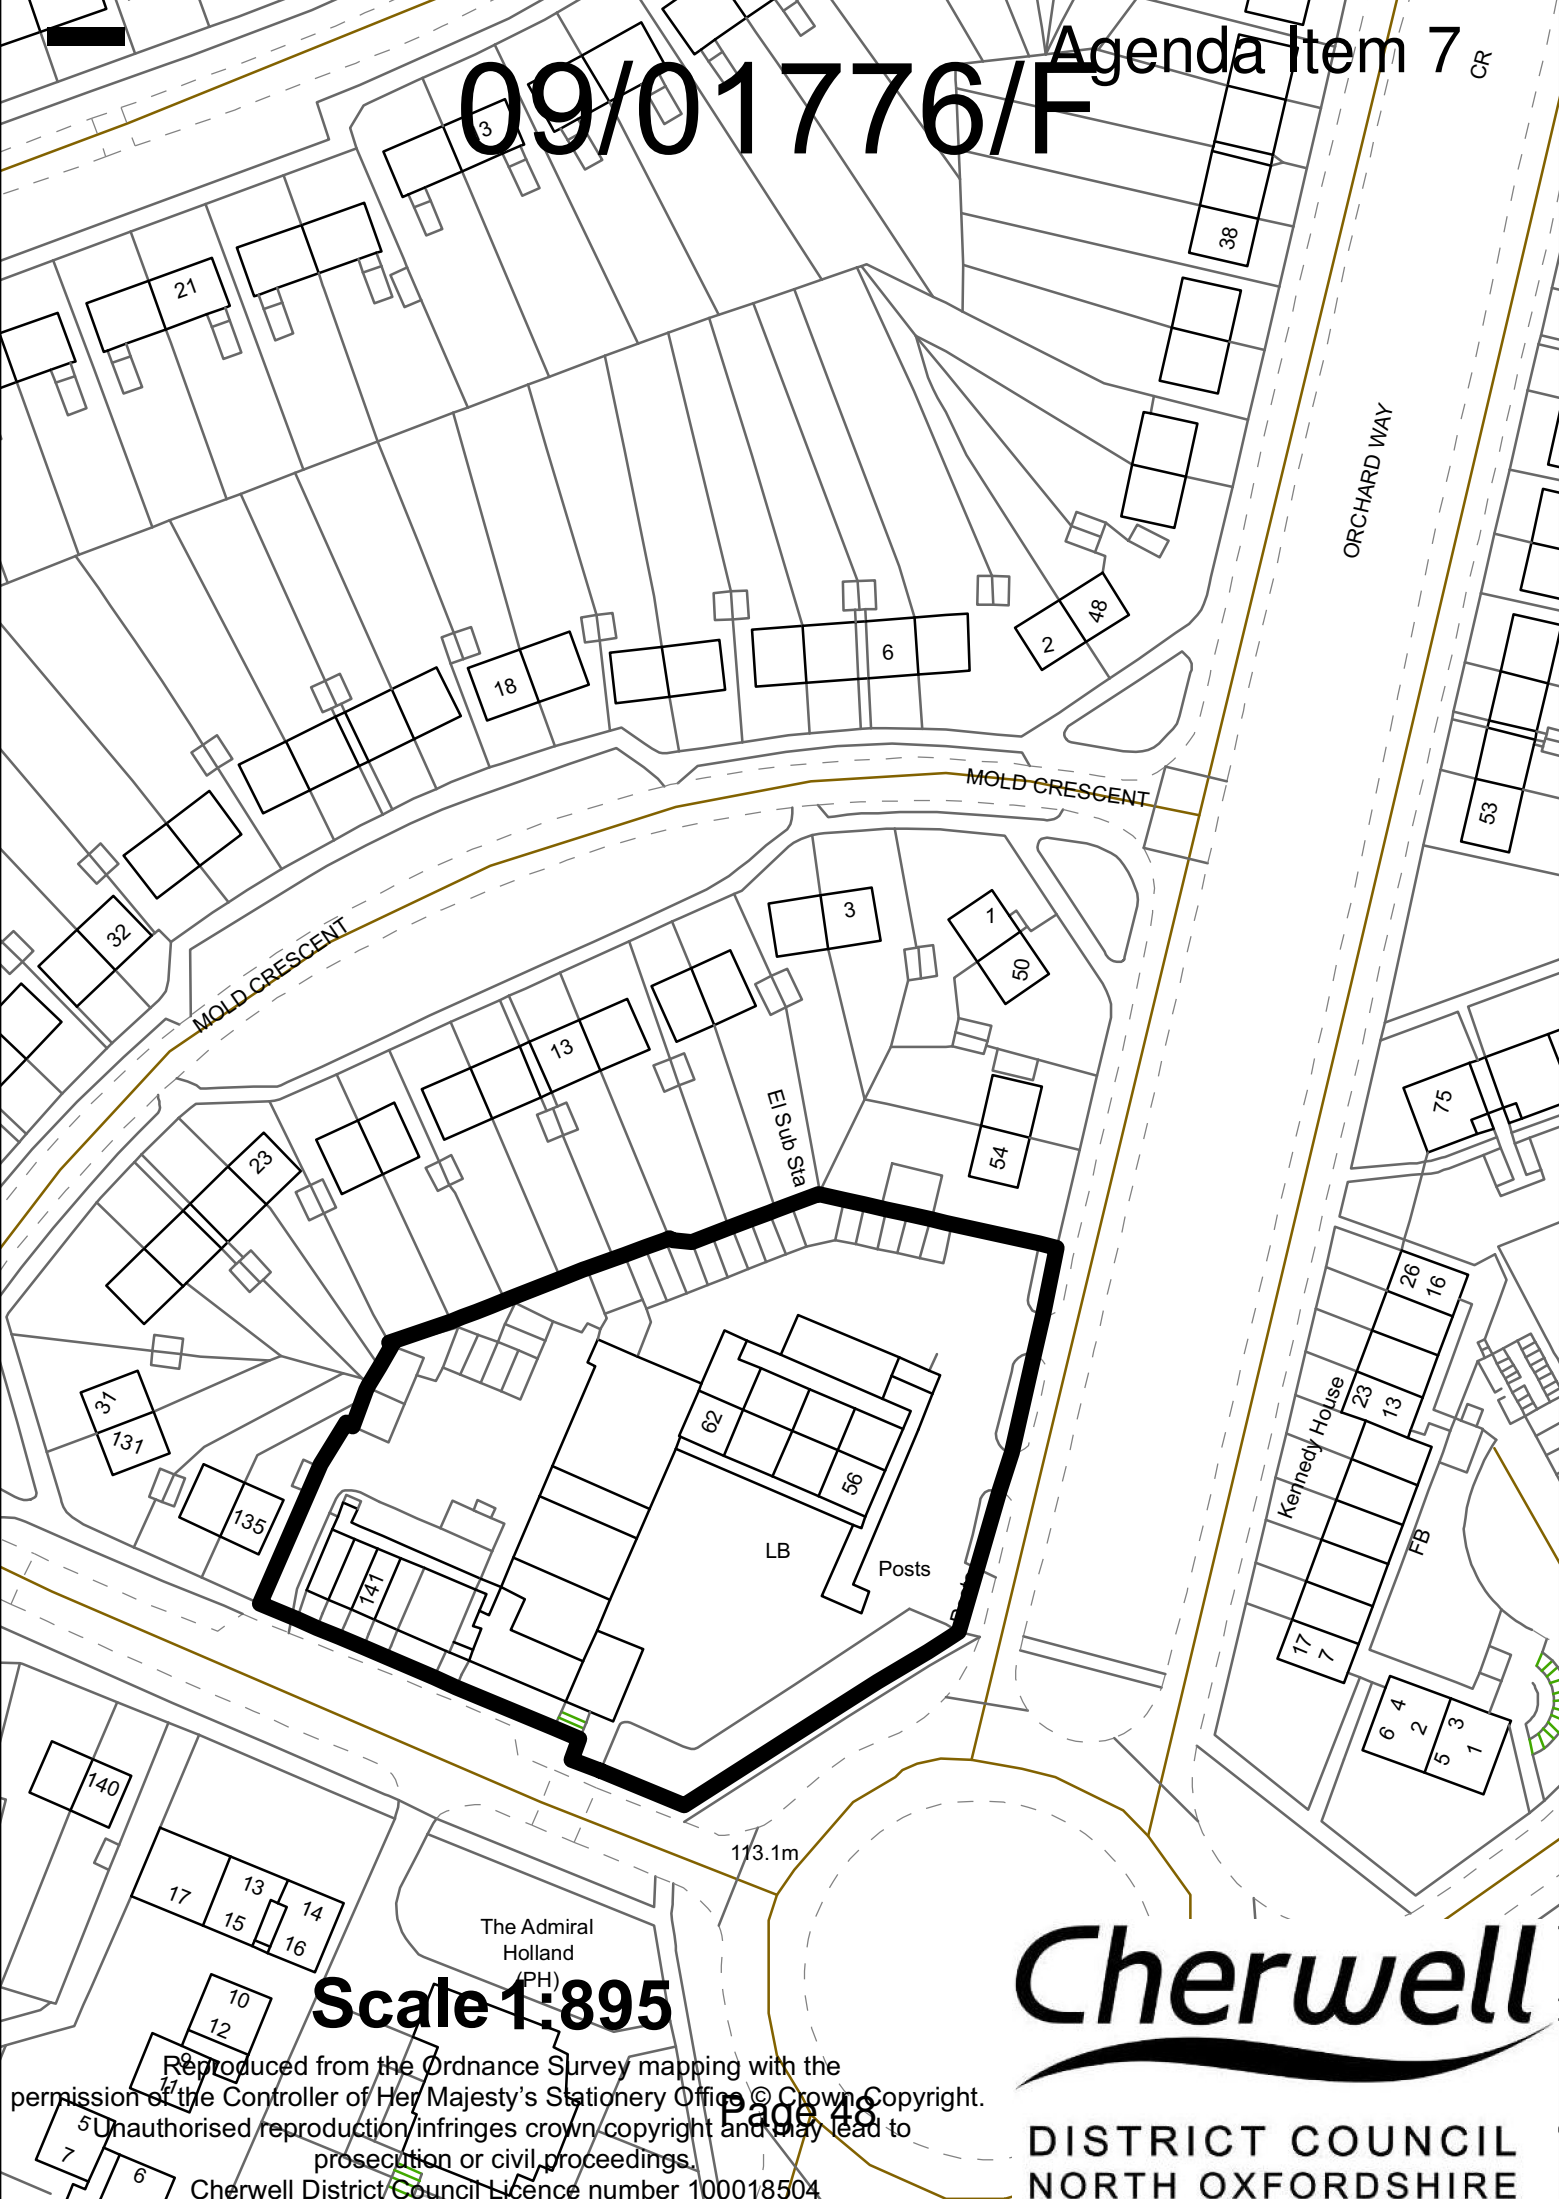 Agenda Item 7
09/01776/F
CR
3
21
38
ORCHARD WAY
48
2
6
18
MOLD CRESCENT
53
32
3
1
50
MOLD CRESCENT
13
75
El Sub Sta
54
23
26
16
31
131
23
13
Kennedy House
62
56
135
LB
Posts
FB
141
17
7
4
6
2
3
5
1
140
113.1m
17
13
15
14
16
The Admiral
Holland
(PH)
10
12
9
11
5
7
6
Scale 1:895
Reproduced from the Ordnance Survey mapping with the
permission of the Controller of Her Majesty's Stationery Office © Crown Copyright.
Unauthorised reproduction infringes crown copyright and may lead to
prosecution or civil proceedings.
Cherwell District Council Licence number 100018504
Page 48
Cherwell
DISTRICT COUNCIL
NORTH OXFORDSHIRE